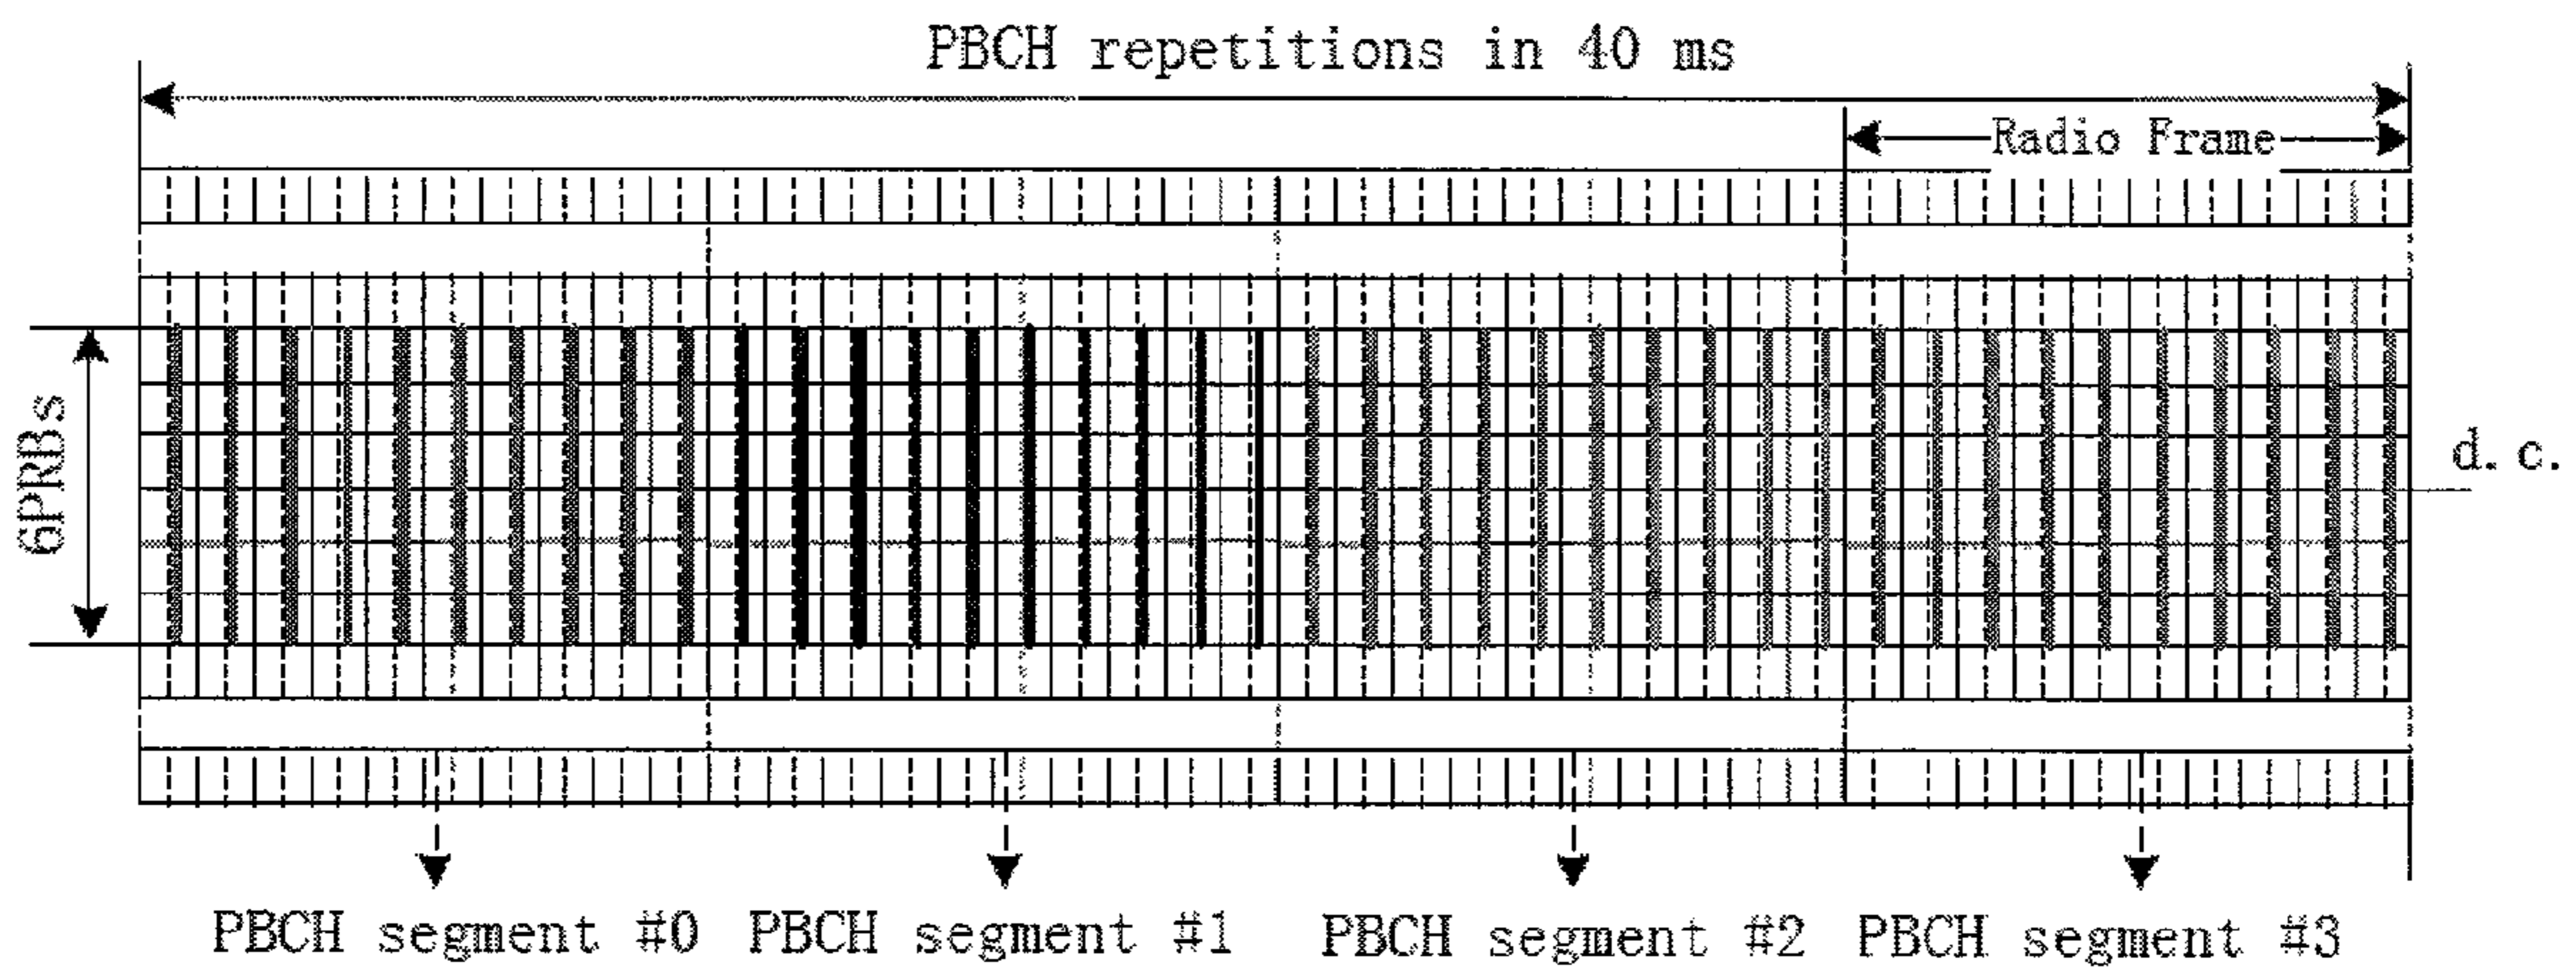 PBCH repetitions in 40 ms
Radio Frame
6PRBs
d.c.
PBCH segment #0 PBCH segment #1 PBCH segment #2 PBCH segment #3